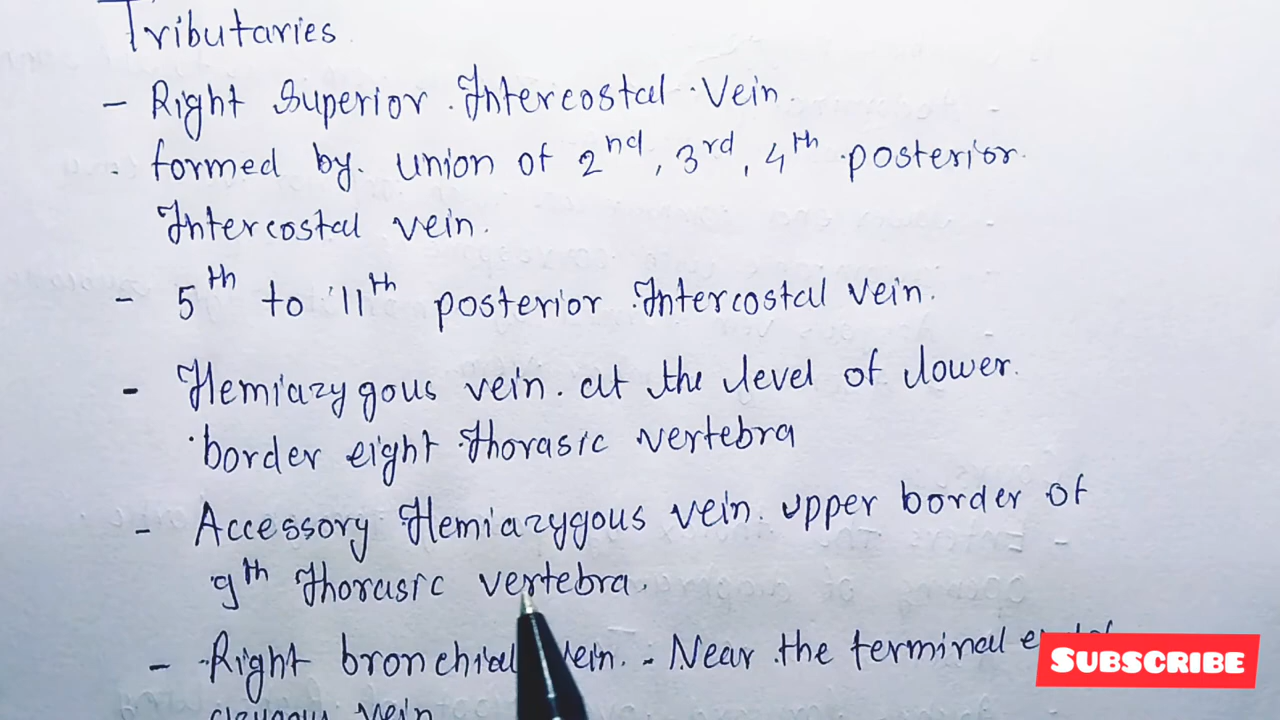 Tributaries
- Right Superior Intercostal Vein
formed by union of 2nd, 3rd, 4th posterior
Intercostal vein.
- 5th to 11th posterior Intercostal vein.
- Hemiazygous vein. at the level of lower
border eight Thorasic vertebra
- Accessory Hemiazygous vein. upper border of
9th Thorasic vertebra.
- Right bronchial vein. - Near the terminal
vein
SUBSCRIBE